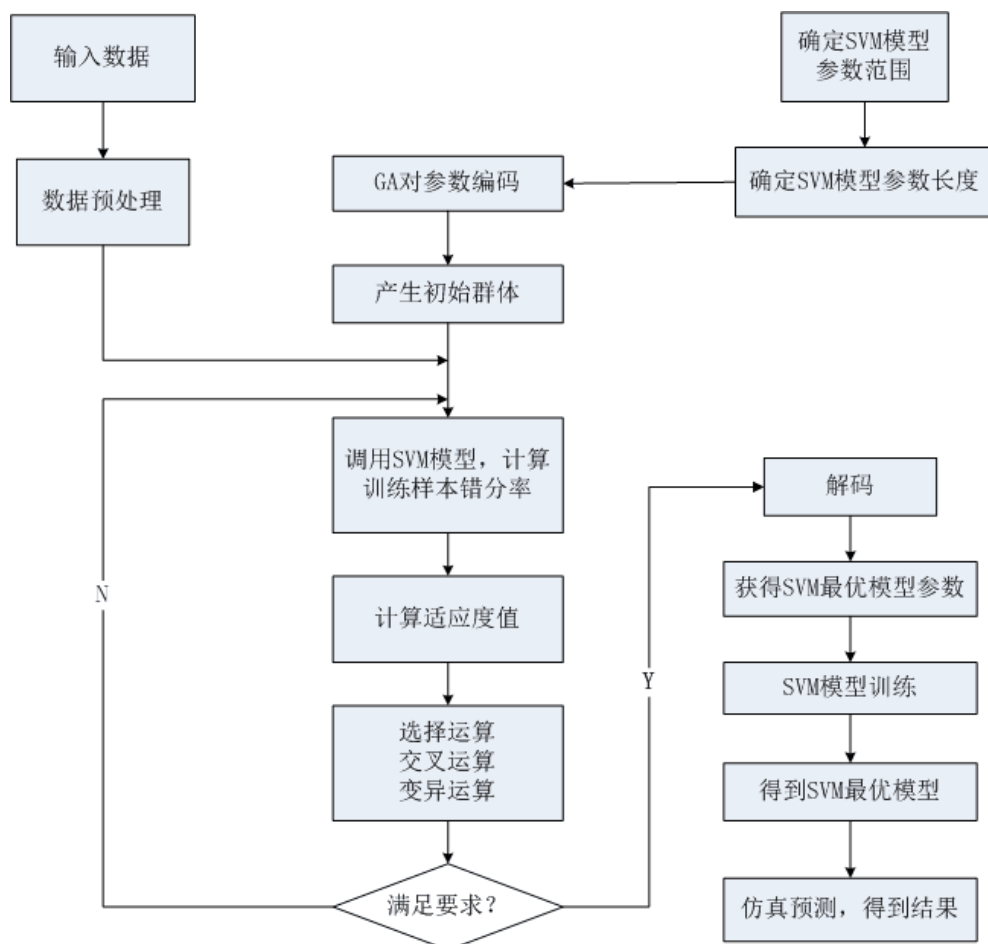 输入数据
数据预处理
确定SVM模型
参数范围
确定SVM模型参数长度
GA对参数编码
产生初始群体
调用SVM模型，计算
训练样本错分率
计算适应度值
选择运算
交叉运算
变异运算
满足要求?
N
Y
解码
获得SVM最优模型参数
SVM模型训练
得到SVM最优模型
仿真预测，得到结果